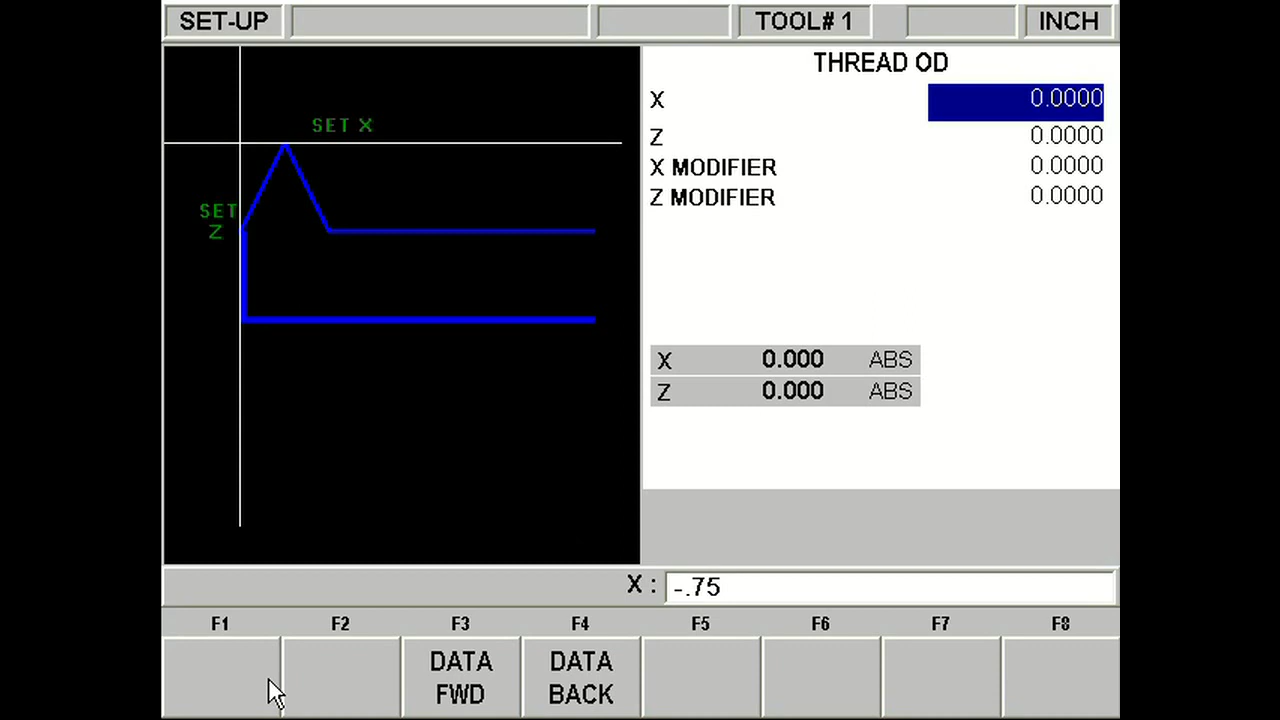 SET-UP TOOL# 1 INCH
SET X
SET
Z
THREAD OD
X 0.0000
Z 0.0000
X MODIFIER 0.0000
Z MODIFIER 0.0000
X 0.000 ABS
Z 0.000 ABS
X : -.75
F1 F2 F3 F4 F5 F6 F7 F8
DATA FWD
DATA BACK